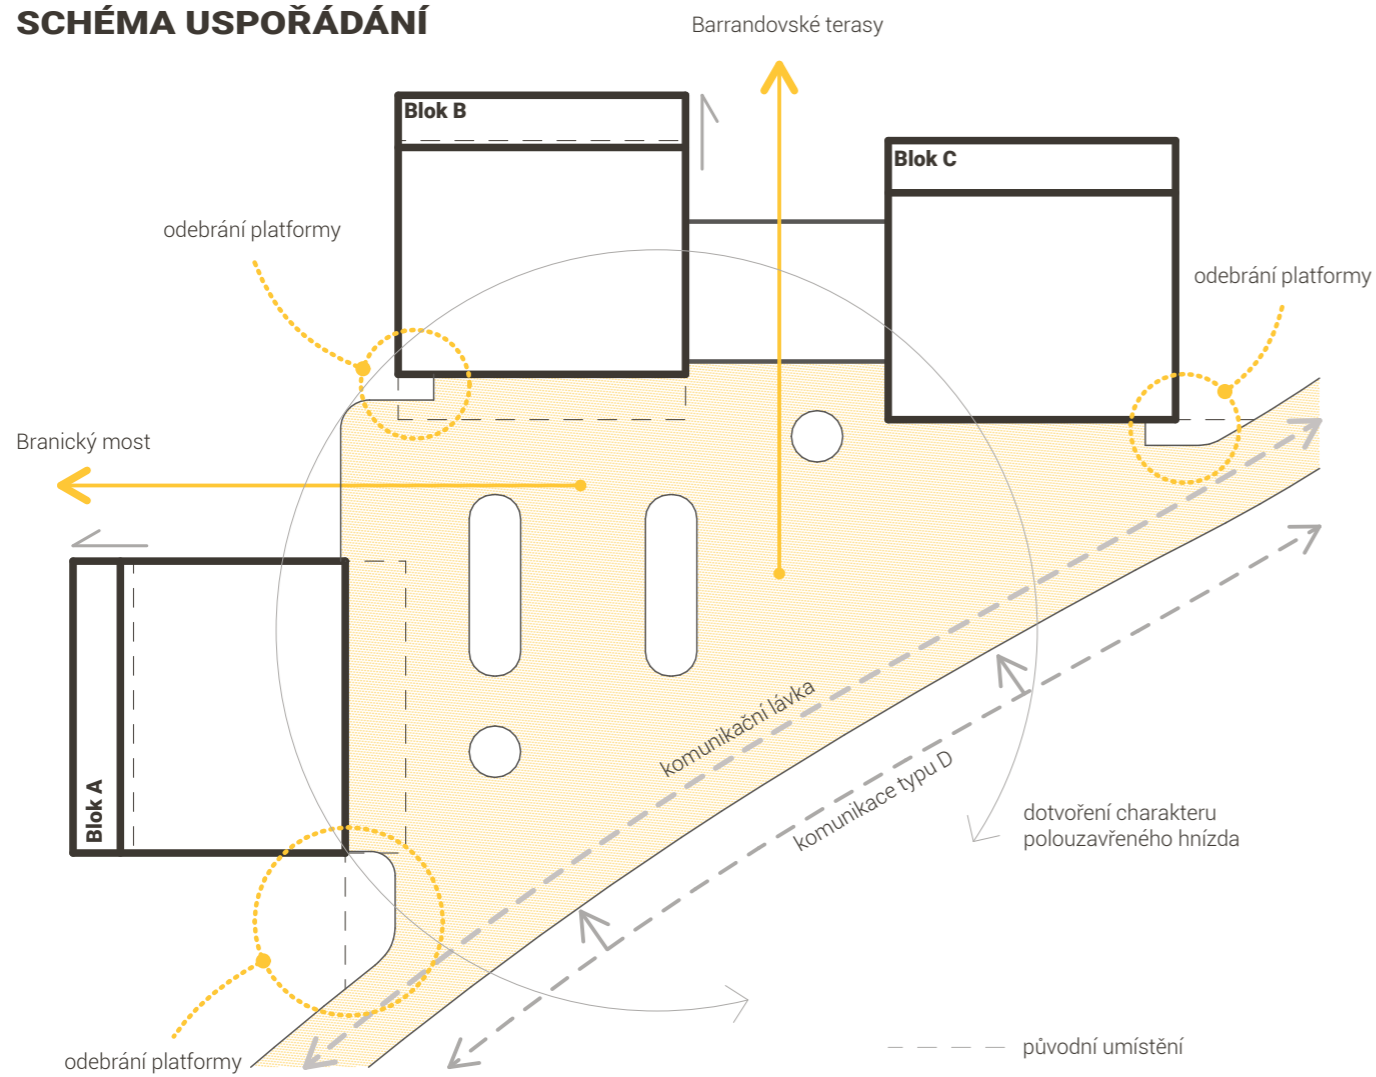 SCHÉMA USPOŘÁDÁNÍ
Barrandovské terasy
Blok B
Blok C
odebrání platformy
odebrání platformy
Branický most
komunikační lávka
komunikace typu D
Blok A
dotvoření charakteru
polouzavřeného hnízda
původní umístění
odebrání platformy